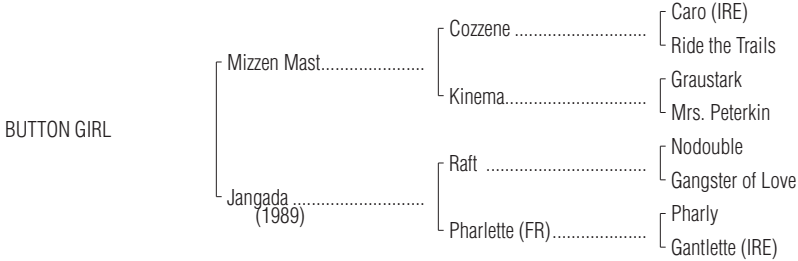 Caro (IRE)
Cozzene ............................
Ride the Trails
Mizzen Mast......................
Graustark
Kinema..............................
Mrs. Peterkin
BUTTON GIRL
Nodouble
Raft ..................................
Gangster of Love
Jangada ............................
(1989)
Pharly
Pharlette (FR)....................
Gantlette (IRE)